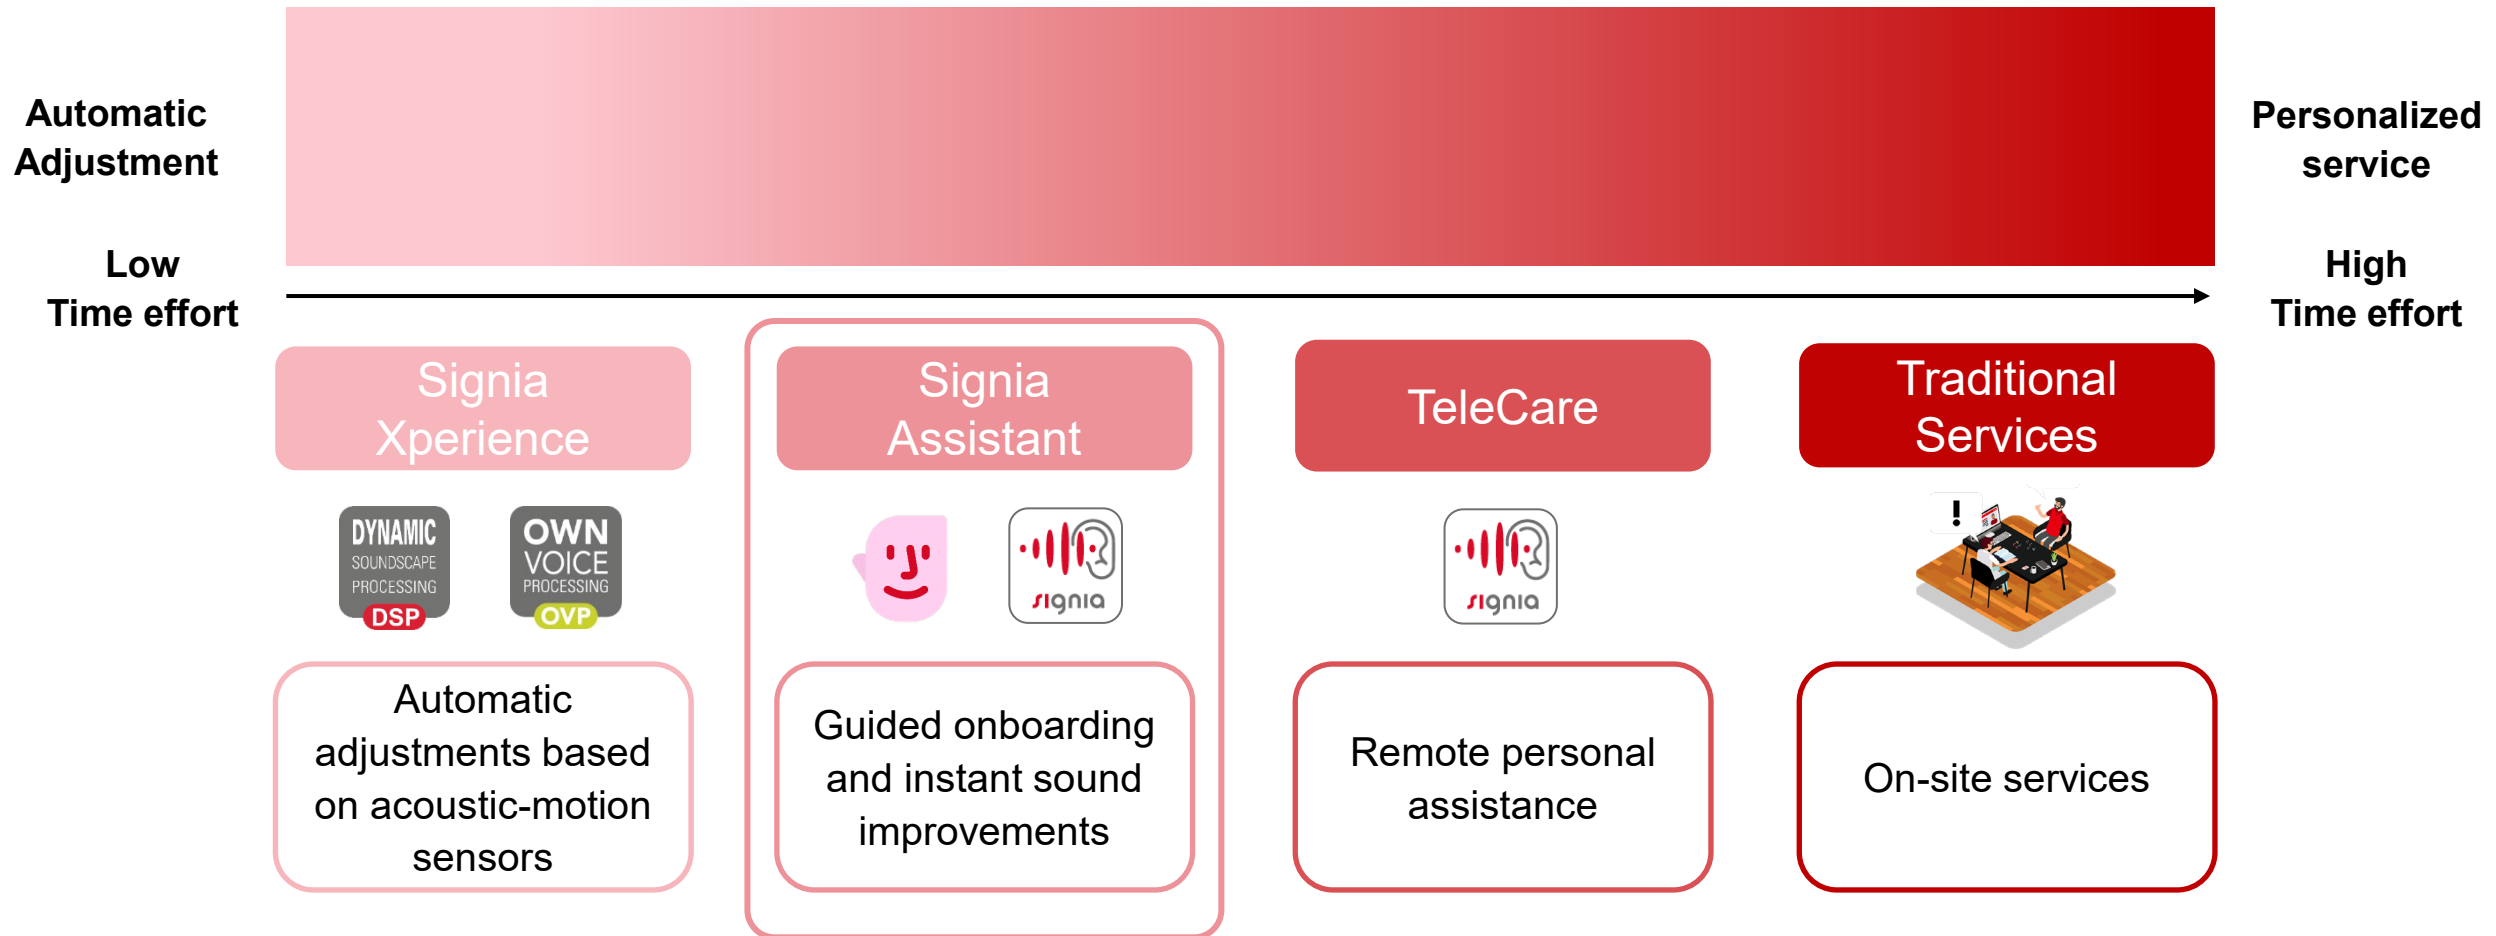 Automatic
Adjustment
Personalized
service
Low
Time effort
High
Time effort
Signia
Xperience
Signia
Assistant
TeleCare
Traditional
Services
DYNAMIC
SOUNDSCAPE
PROCESSING
DSP
OWN
VOICE
PROCESSING
OVP
signia
signia
!
Automatic
adjustments based
on acoustic-motion
sensors
Guided onboarding
and instant sound
improvements
Remote personal
assistance
On-site services